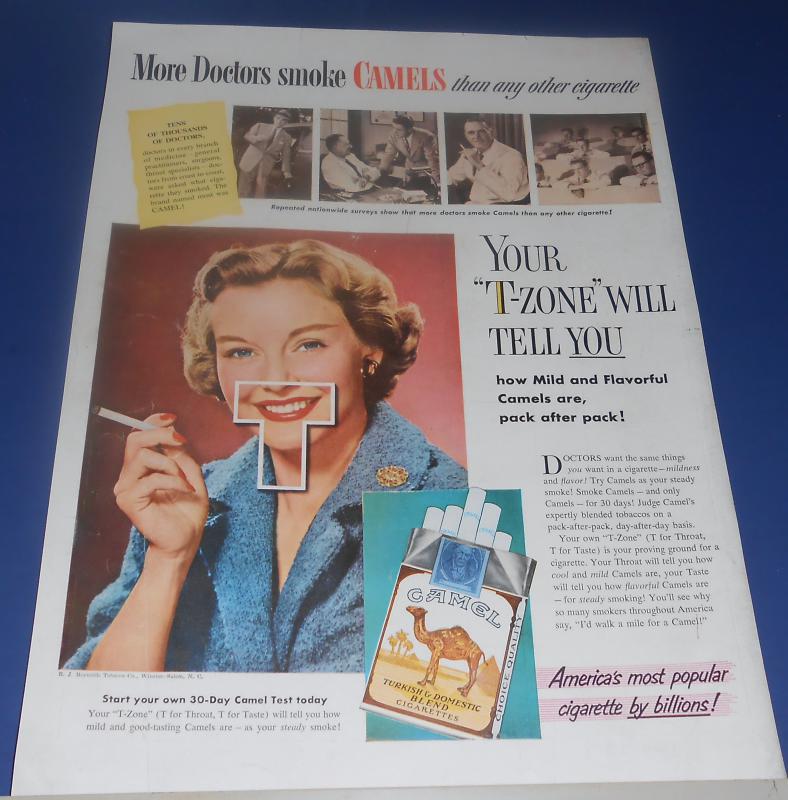 More Doctors smoke CAMELS than any other cigarette
TENS
OF THOUSANDS
OF DOCTORS,
doctors in every branch
of medicine—general
practitioners, surgeons,
throat specialists—doc-
tors from coast to coast,
were asked what ciga-
rette they smoked. The
brand named most was
CAMEL!
Repeated nationwide surveys show that more doctors smoke Camels than any other cigarette!
YOUR
"T-ZONE" WILL
TELL YOU
how Mild and Flavorful
Camels are,
pack after pack!
DOCTORS want the same things
you want in a cigarette—mildness
and flavor! Try Camels as your steady
smoke! Smoke Camels—and only
Camels—for 30 days! Judge Camel's
expertly blended tobaccos on a
pack-after-pack, day-after-day basis.
Your own "T-Zone" (T for Throat,
T for Taste) is your proving ground for a
cigarette. Your Throat will tell you how
cool and mild Camels are, your Taste
will tell you how flavorful Camels are
—for steady smoking! You'll see why
so many smokers throughout America
say, "I'd walk a mile for a Camel!"
T
CAMEL
TURKISH & DOMESTIC
BLEND
CIGARETTES
CHOICE QUALITY
R. J. Reynolds Tobacco Co., Winston-Salem, N. C.
Start your own 30-Day Camel Test today
Your "T-Zone" (T for Throat, T for Taste) will tell you how
mild and good-tasting Camels are—as your steady smoke!
America's most popular
cigarette by billions!